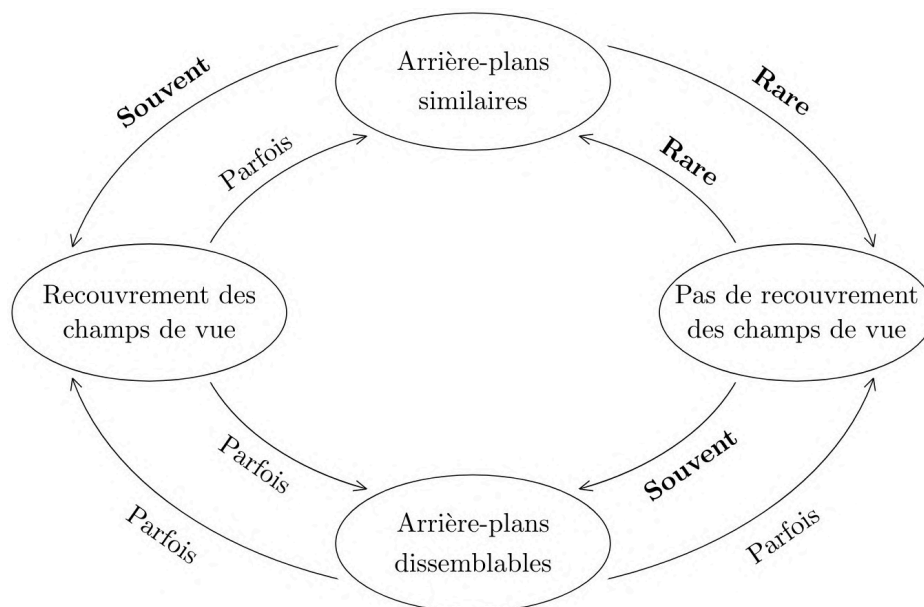 Arrière-plans
similaires
Souvent
Rare
Parfois
Rare
Recouvrement des
champs de vue
Pas de recouvrement
des champs de vue
Parfois
Souvent
Parfois
Parfois
Arrière-plans
dissemblables